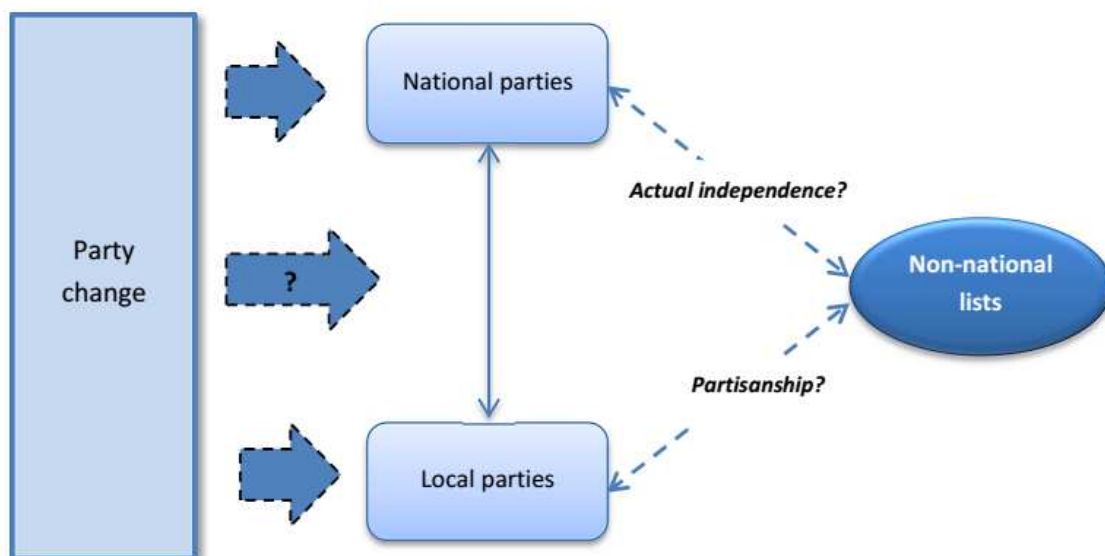 National parties
Actual independence?
Party
change
?
Non-national
lists
Partisanship?
Local parties